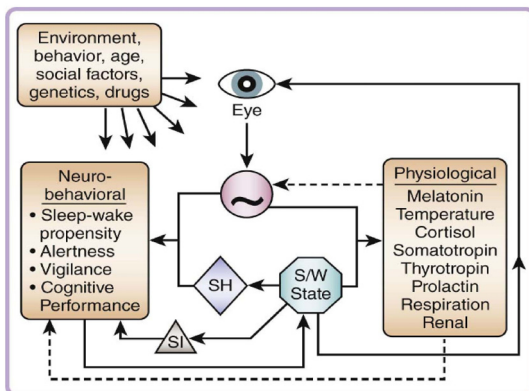 Environment,
behavior, age,
social factors,
genetics, drugs
Eye
Neuro-
behavioral
• Sleep-wake
propensity
• Alertness
• Vigilance
• Cognitive
Performance
SH
S/W
State
SI
Physiological
Melatonin
Temperature
Cortisol
Somatotropin
Thyrotropin
Prolactin
Respiration
Renal